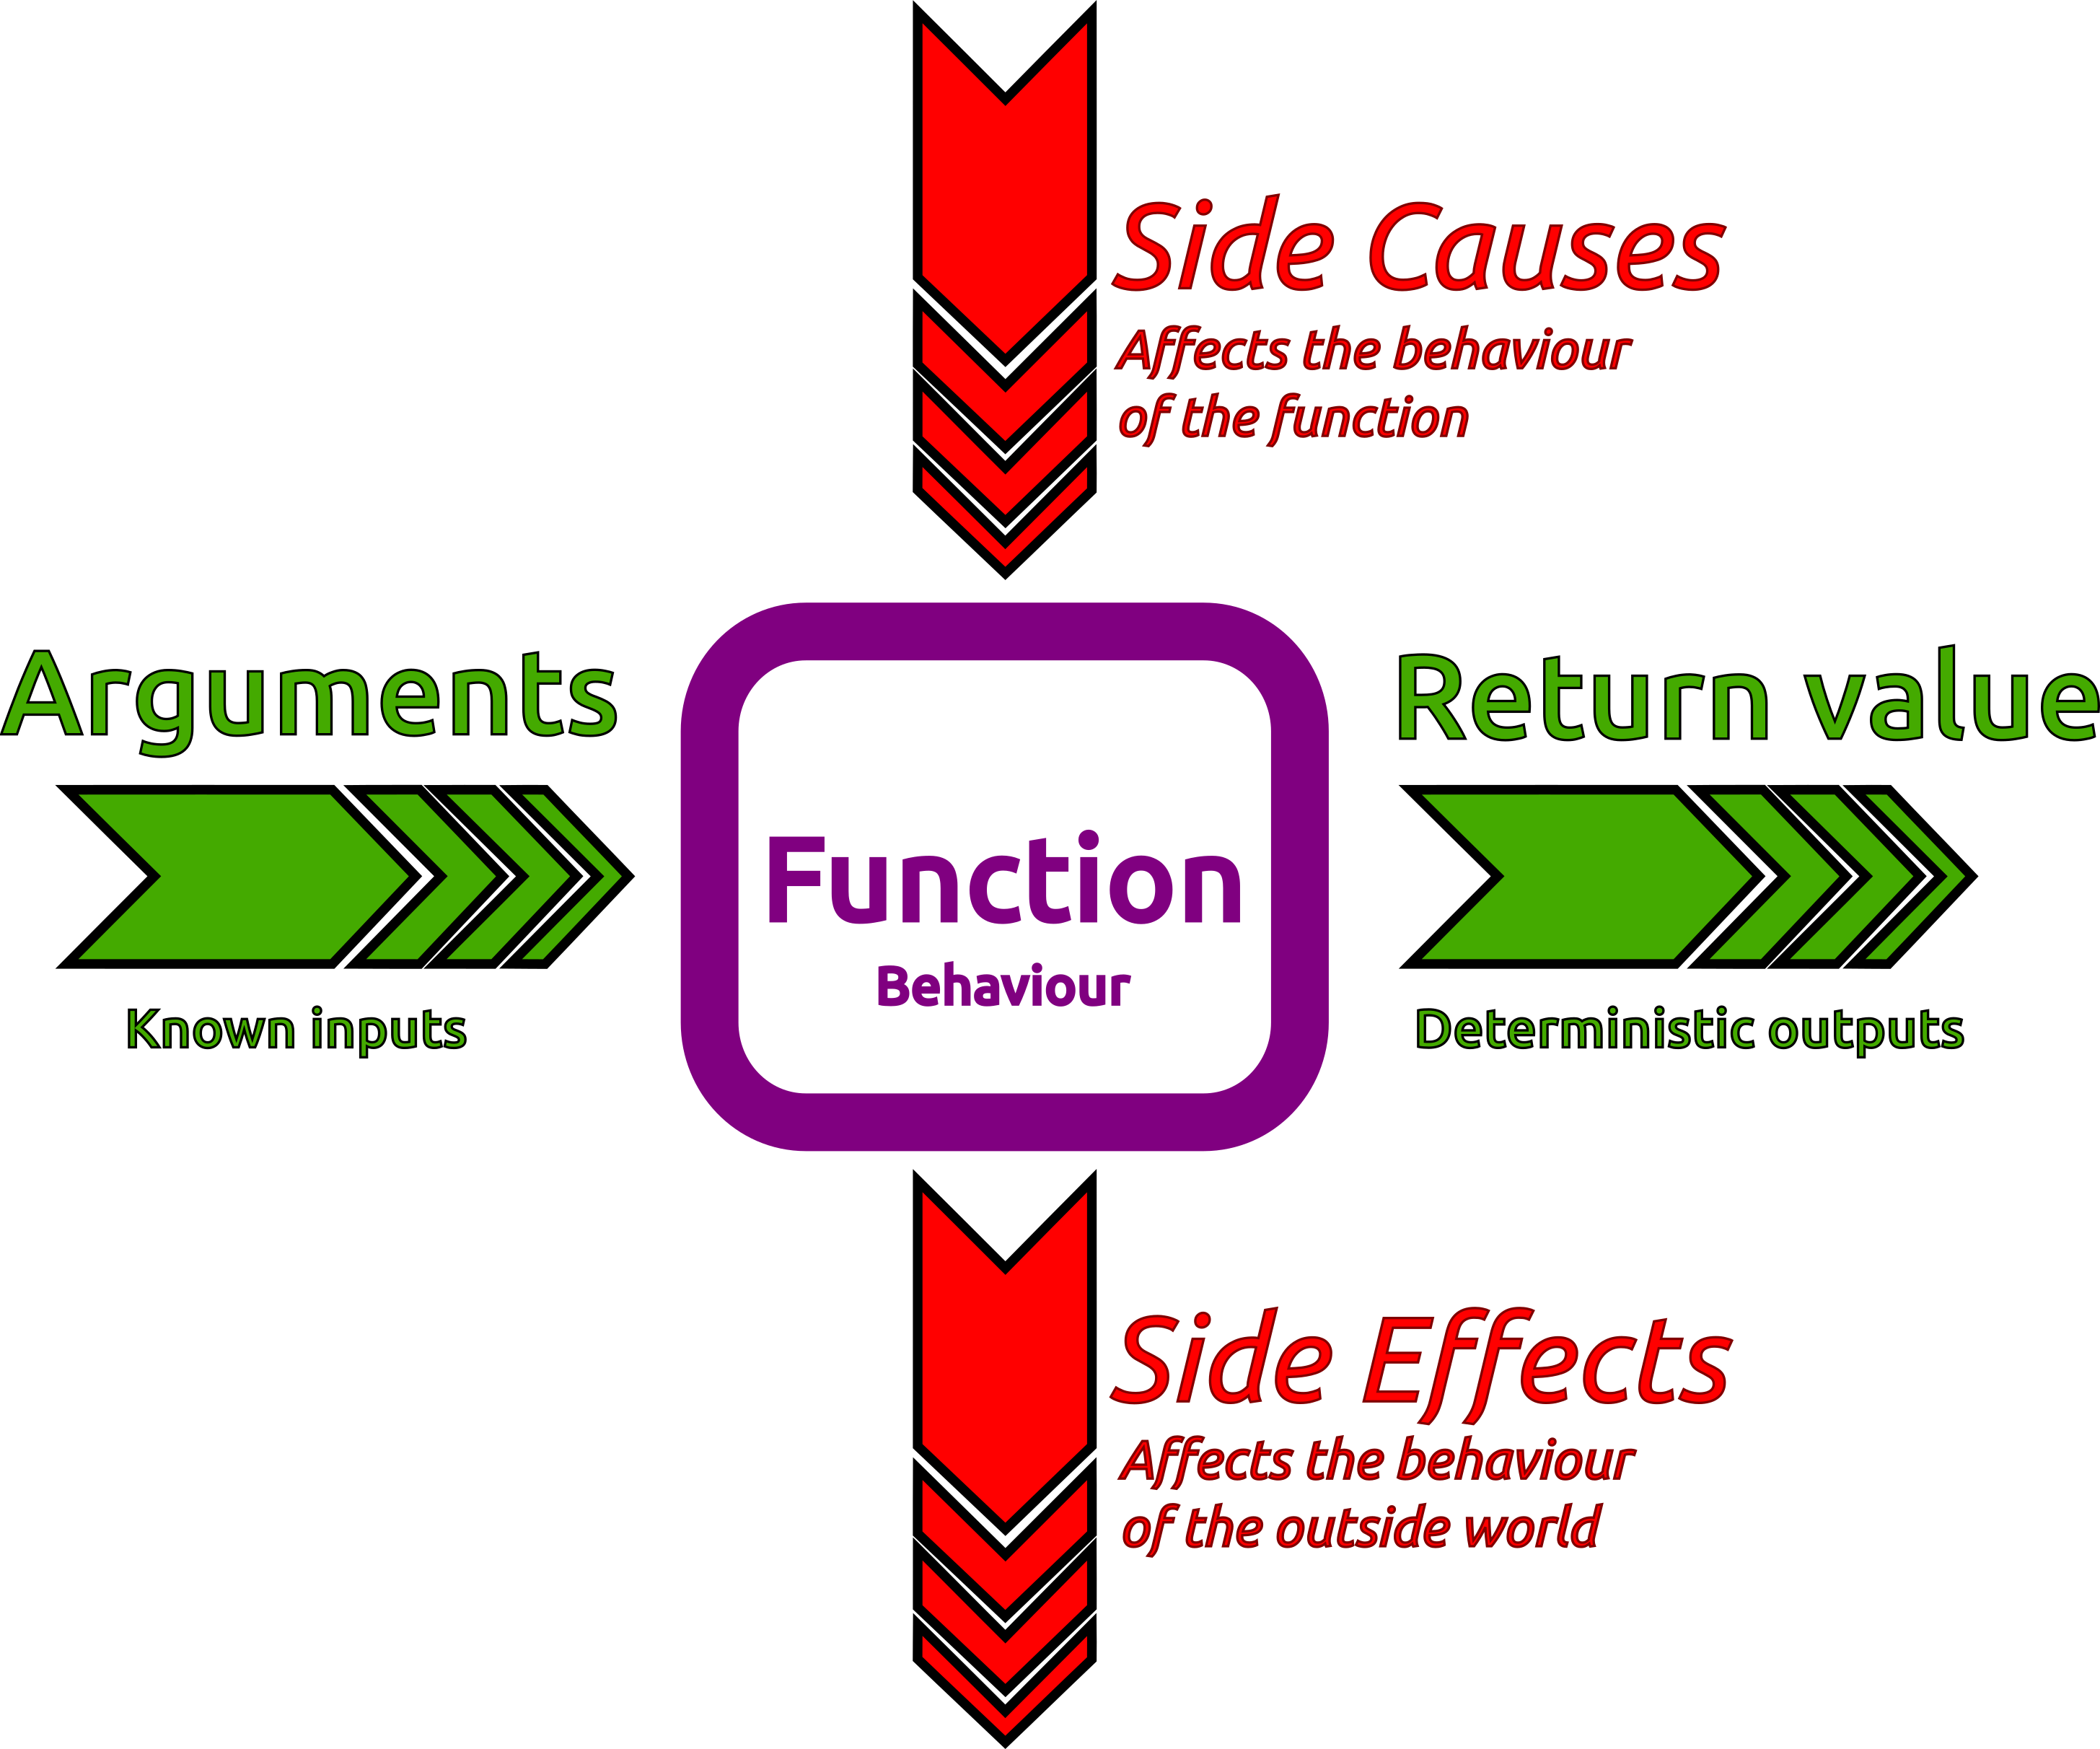 Side Causes
Affects the behaviour
of the function
Arguments
Known inputs
Function
Behaviour
Return value
Deterministic outputs
Side Effects
Affects the behaviour
of the outside world